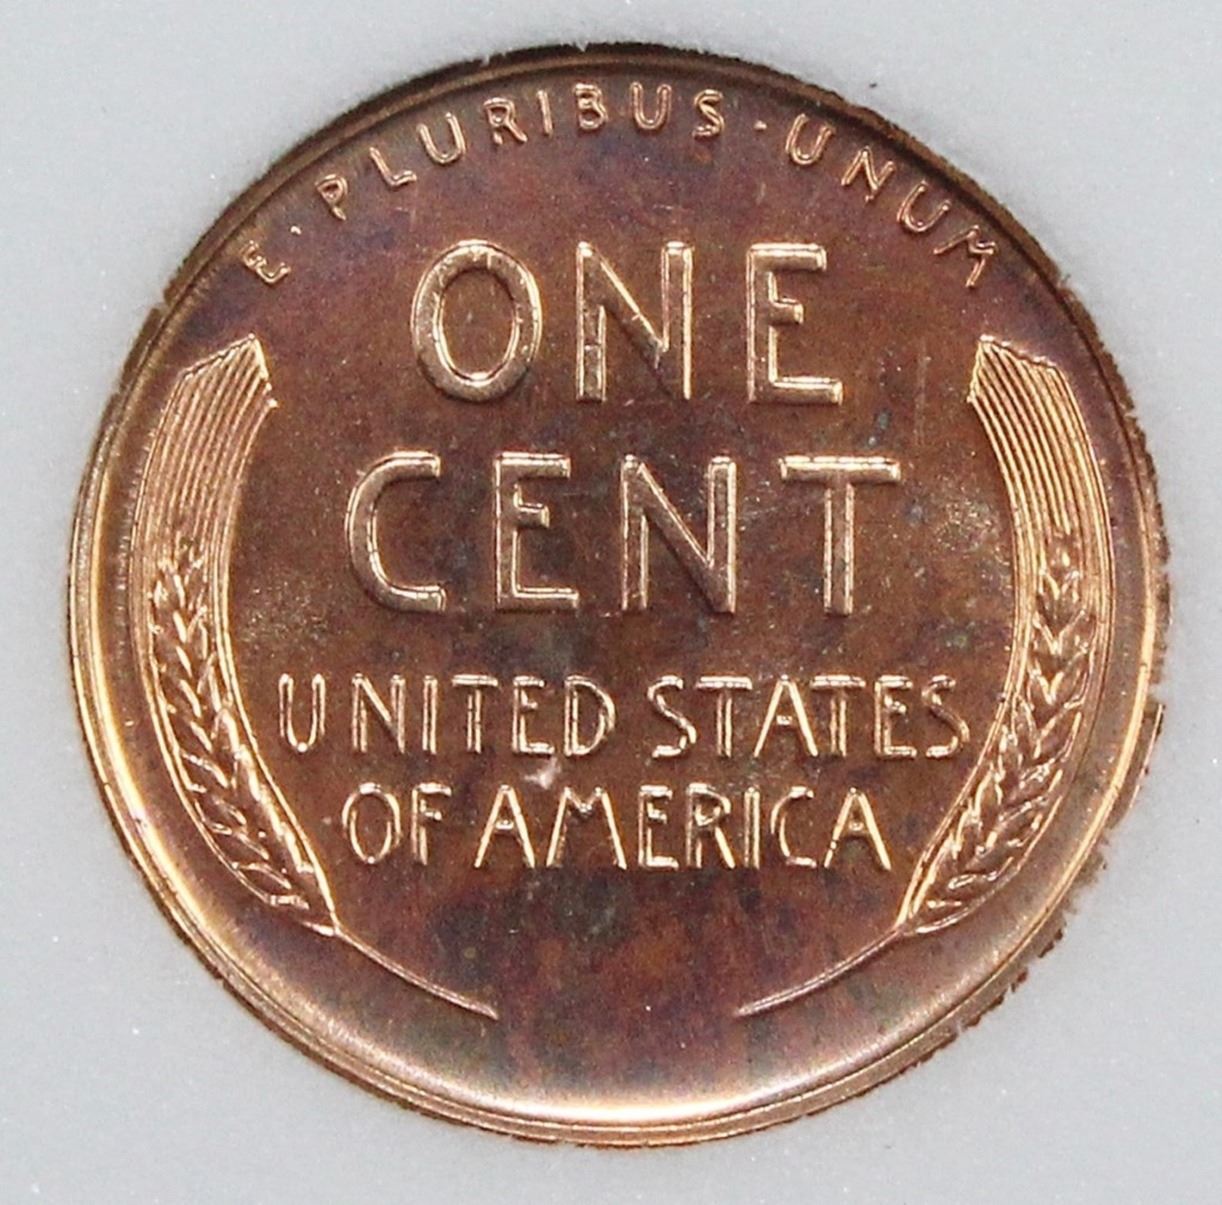 E·PLURIBUS·UNUM
ONE
CENT
UNITED STATES
OF AMERICA